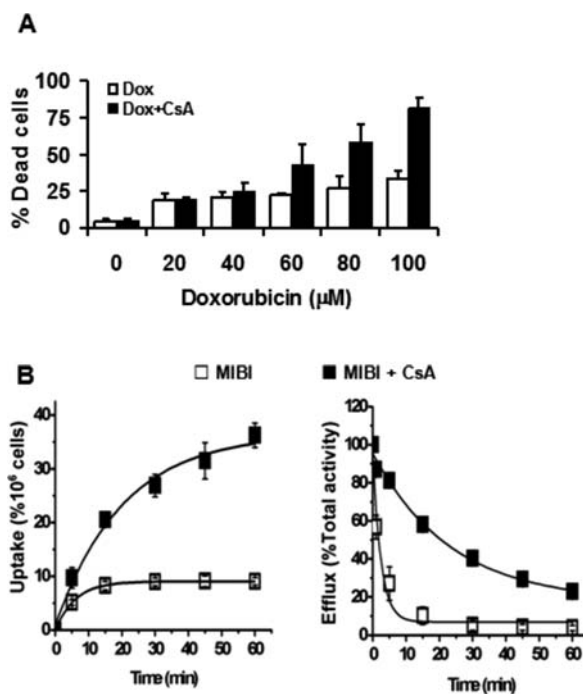 A
100
75
50
25
0
% Dead cells
Dox
Dox+CsA
0 20 40 60 80 100
Doxorubicin (µM)
B
MIBI
MIBI + CsA
40
30
20
10
0
Uptake (%10⁶ cells)
0 10 20 30 40 50 60
Time (min)
120
100
80
60
40
20
0
Efflux (%Total activity)
0 10 20 30 40 50 60
Time (min)